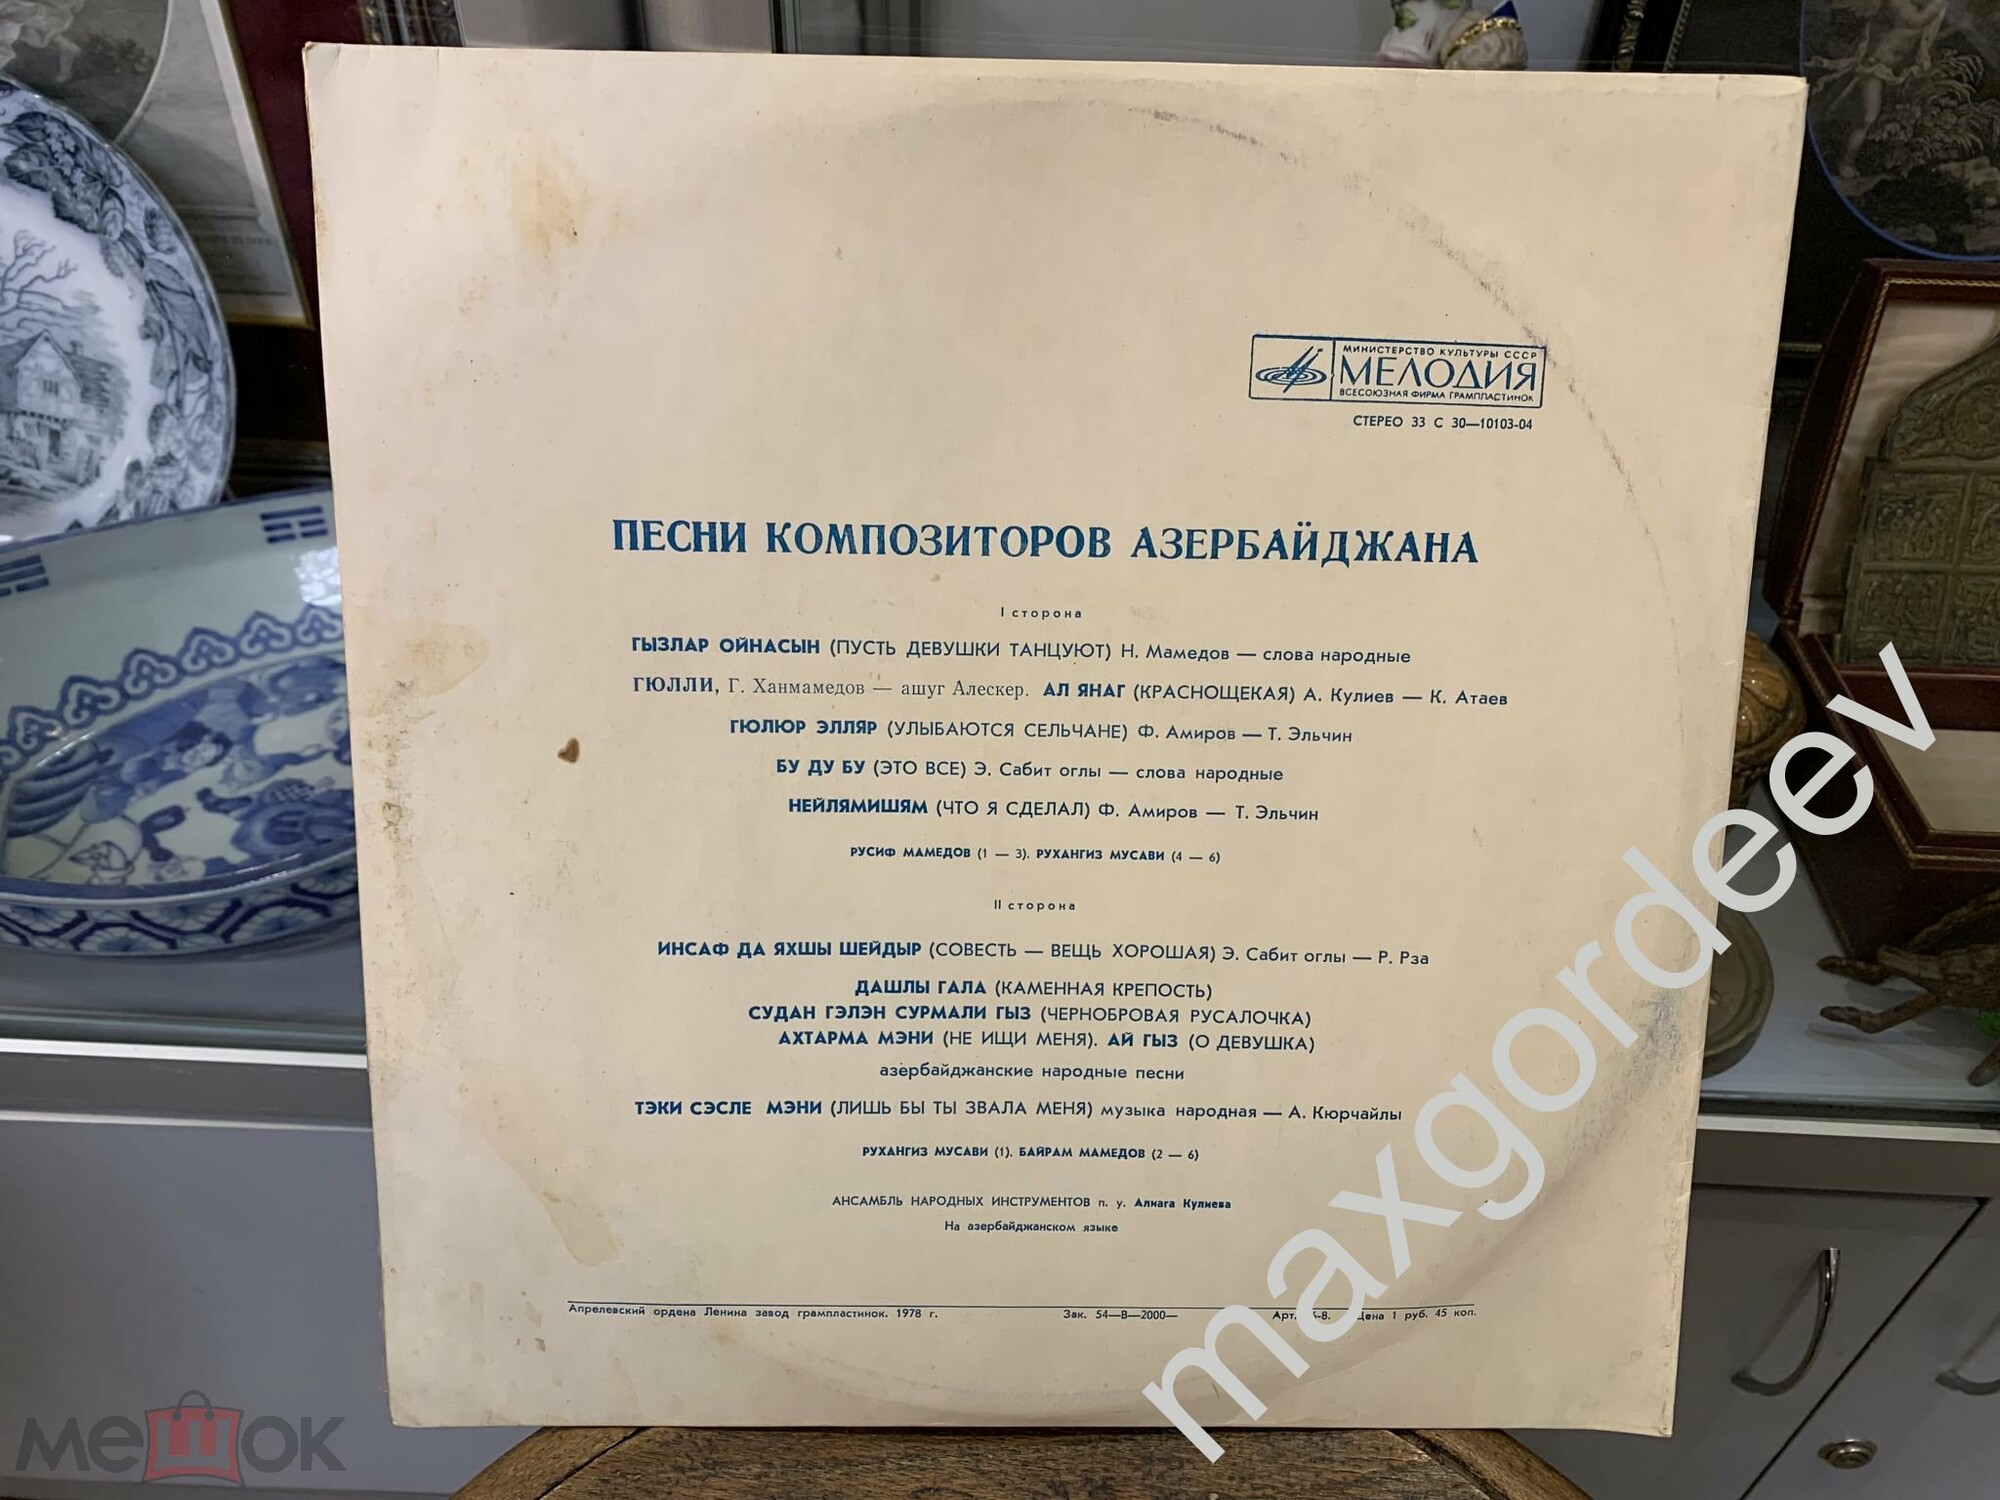 МИНИСТЕРСТВО КУЛЬТУРЫ СССР
МЕЛОДИЯ
ВСЕСОЮЗНАЯ ФИРМА ГРАМПЛАСТИНОК
СТЕРЕО 33 С 30—10103-04
ПЕСНИ КОМПОЗИТОРОВ АЗЕРБАЙДЖАНА
I сторона
ГЫЗЛАР ОЙНАСЫН (ПУСТЬ ДЕВУШКИ ТАНЦУЮТ) Н. Мамедов — слова народные
ГЮЛЛИ, Г. Ханмамедов — ашуг Алескер. АЛ ЯНАГ (КРАСНОЩЕКАЯ) А. Кулиев — К. Атаев
ГЮЛЮР ЭЛЛЯР (УЛЫБАЮТСЯ СЕЛЬЧАНЕ) Ф. Амиров — Т. Эльчин
БУ ДУ БУ (ЭТО ВСЕ) Э. Сабит оглы — слова народные
НЕЙЛЯМИШЯМ (ЧТО Я СДЕЛАЛ) Ф. Амиров — Т. Эльчин
РУСИФ МАМЕДОВ (1 — 3). РУХАНГИЗ МУСАВИ (4 — 6)
II сторона
ИНСАФ ДА ЯХШЫ ШЕЙДЫР (СОВЕСТЬ — ВЕЩЬ ХОРОШАЯ) Э. Сабит оглы — Р. Рза
ДАШЛЫ ГАЛА (КАМЕННАЯ КРЕПОСТЬ)
СУДАН ГЭЛЭН СУРМАЛИ ГЫЗ (ЧЕРНОБРОВАЯ РУСАЛОЧКА)
АХТАРМА МЭНИ (НЕ ИЩИ МЕНЯ). АЙ ГЫЗ (О ДЕВУШКА)
азербайджанские народные песни
ТЭКИ СЭСЛЕ МЭНИ (ЛИШЬ БЫ ТЫ ЗВАЛА МЕНЯ) музыка народная — А. Кюрчайлы
РУХАНГИЗ МУСАВИ (1). БАЙРАМ МАМЕДОВ (2 — 6)
АНСАМБЛЬ НАРОДНЫХ ИНСТРУМЕНТОВ п. у. Алиага Кулиева
На азербайджанском языке
Апрелевский ордена Ленина завод грампластинок. 1978 г. Зак. 54—В—2000— Арт. Цена 1 руб. 45 коп.
maxgordeev
мешок